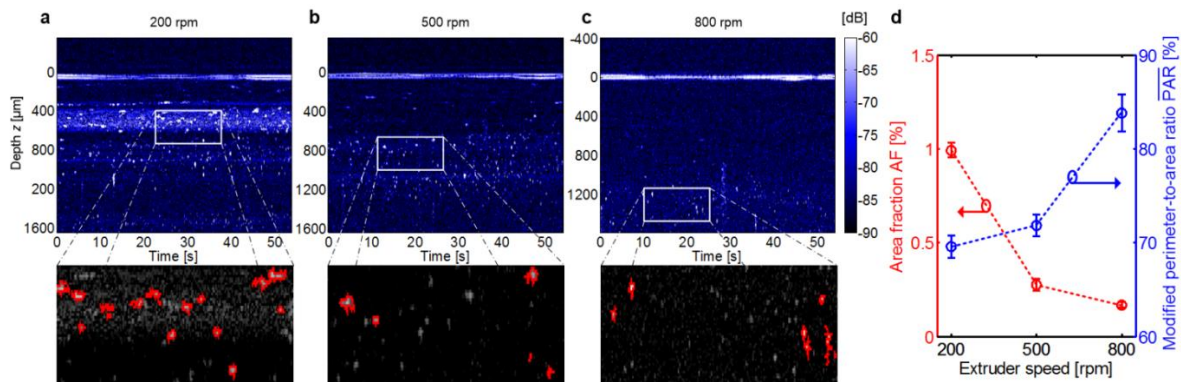 a
200 rpm
b
500 rpm
c
800 rpm
[dB]
d
Depth z [µm]
0
400
800
200
1600
0 10 20 30 40 50
Time [s]
0
400
800
1200
1600
0 10 20 30 40 50
Time [s]
-400
0
400
800
1200
1600
0 10 20 30 40 50
Time [s]
-60
-65
-70
-75
-80
-85
-90
Area fraction AF [%]
1.5
1
0.5
0
Modified perimeter-to-area ratio PAR [%]
90
80
70
60
200 500 800
Extruder speed [rpm]